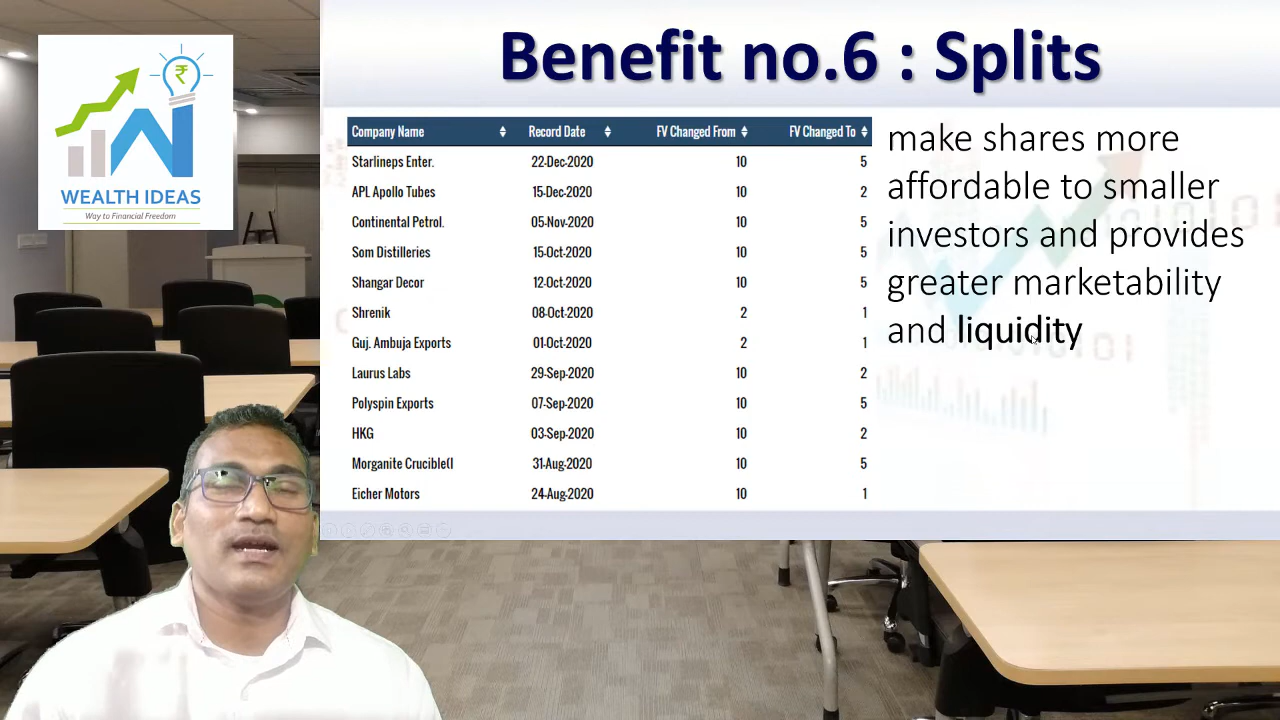 ₹
WEALTH IDEAS
Way to Financial Freedom
Benefit no.6 : Splits
Company Name Record Date FV Changed From FV Changed To
Starlineps Enter. 22-Dec-2020 10 5
APL Apollo Tubes 15-Dec-2020 10 2
Continental Petrol. 05-Nov-2020 10 5
Som Distilleries 15-Oct-2020 10 5
Shangar Decor 12-Oct-2020 10 5
Shrenik 08-Oct-2020 2 1
Guj. Ambuja Exports 01-Oct-2020 2 1
Laurus Labs 29-Sep-2020 10 2
Polyspin Exports 07-Sep-2020 10 5
HKG 03-Sep-2020 10 2
Morganite Crucible(I 31-Aug-2020 10 5
Eicher Motors 24-Aug-2020 10 1
make shares more
affordable to smaller
investors and provides
greater marketability
and liquidity